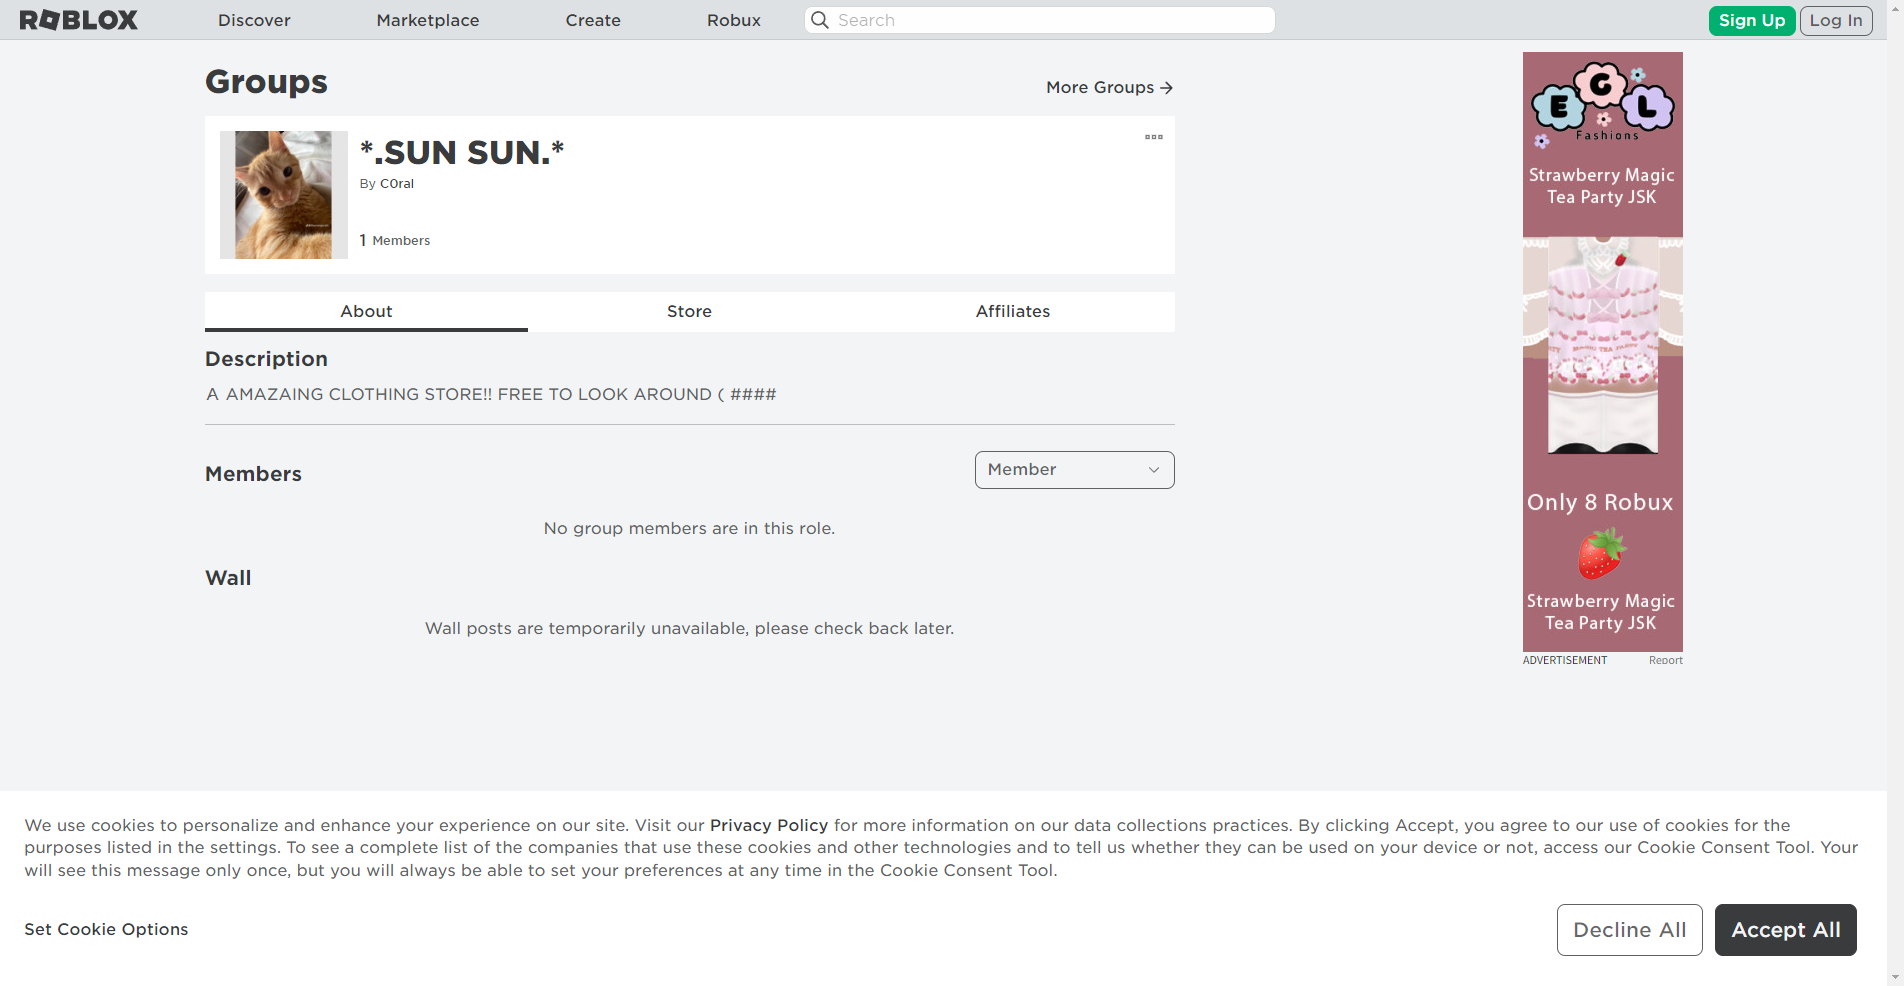 ROBLOX
Discover
Marketplace
Create
Robux
Search
Sign Up
Log In
Groups
More Groups →
*.SUN SUN.*
By C0ral
1 Members
About
Store
Affiliates
Description
A AMAZAING CLOTHING STORE!! FREE TO LOOK AROUND ( ####
Members
Member
No group members are in this role.
Wall
Wall posts are temporarily unavailable, please check back later.
EGL
Fashions
Strawberry Magic
Tea Party JSK
Only 8 Robux
Strawberry Magic
Tea Party JSK
ADVERTISEMENT
Report
We use cookies to personalize and enhance your experience on our site. Visit our Privacy Policy for more information on our data collections practices. By clicking Accept, you agree to our use of cookies for the
purposes listed in the settings. To see a complete list of the companies that use these cookies and other technologies and to tell us whether they can be used on your device or not, access our Cookie Consent Tool. Your
will see this message only once, but you will always be able to set your preferences at any time in the Cookie Consent Tool.
Set Cookie Options
Decline All
Accept All